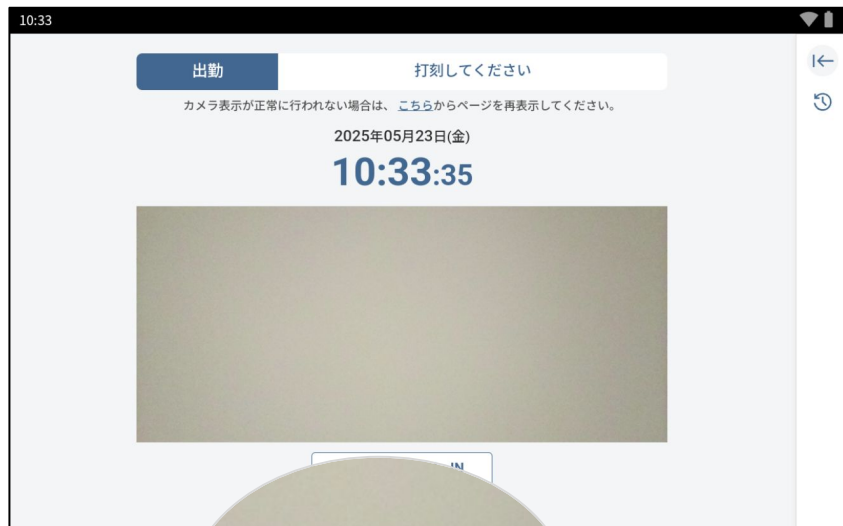 10:33
出勤
打刻してください
カメラ表示が正常に行われない場合は、 こちらからページを再表示してください。
2025年05月23日(金)
10:33:35
IN